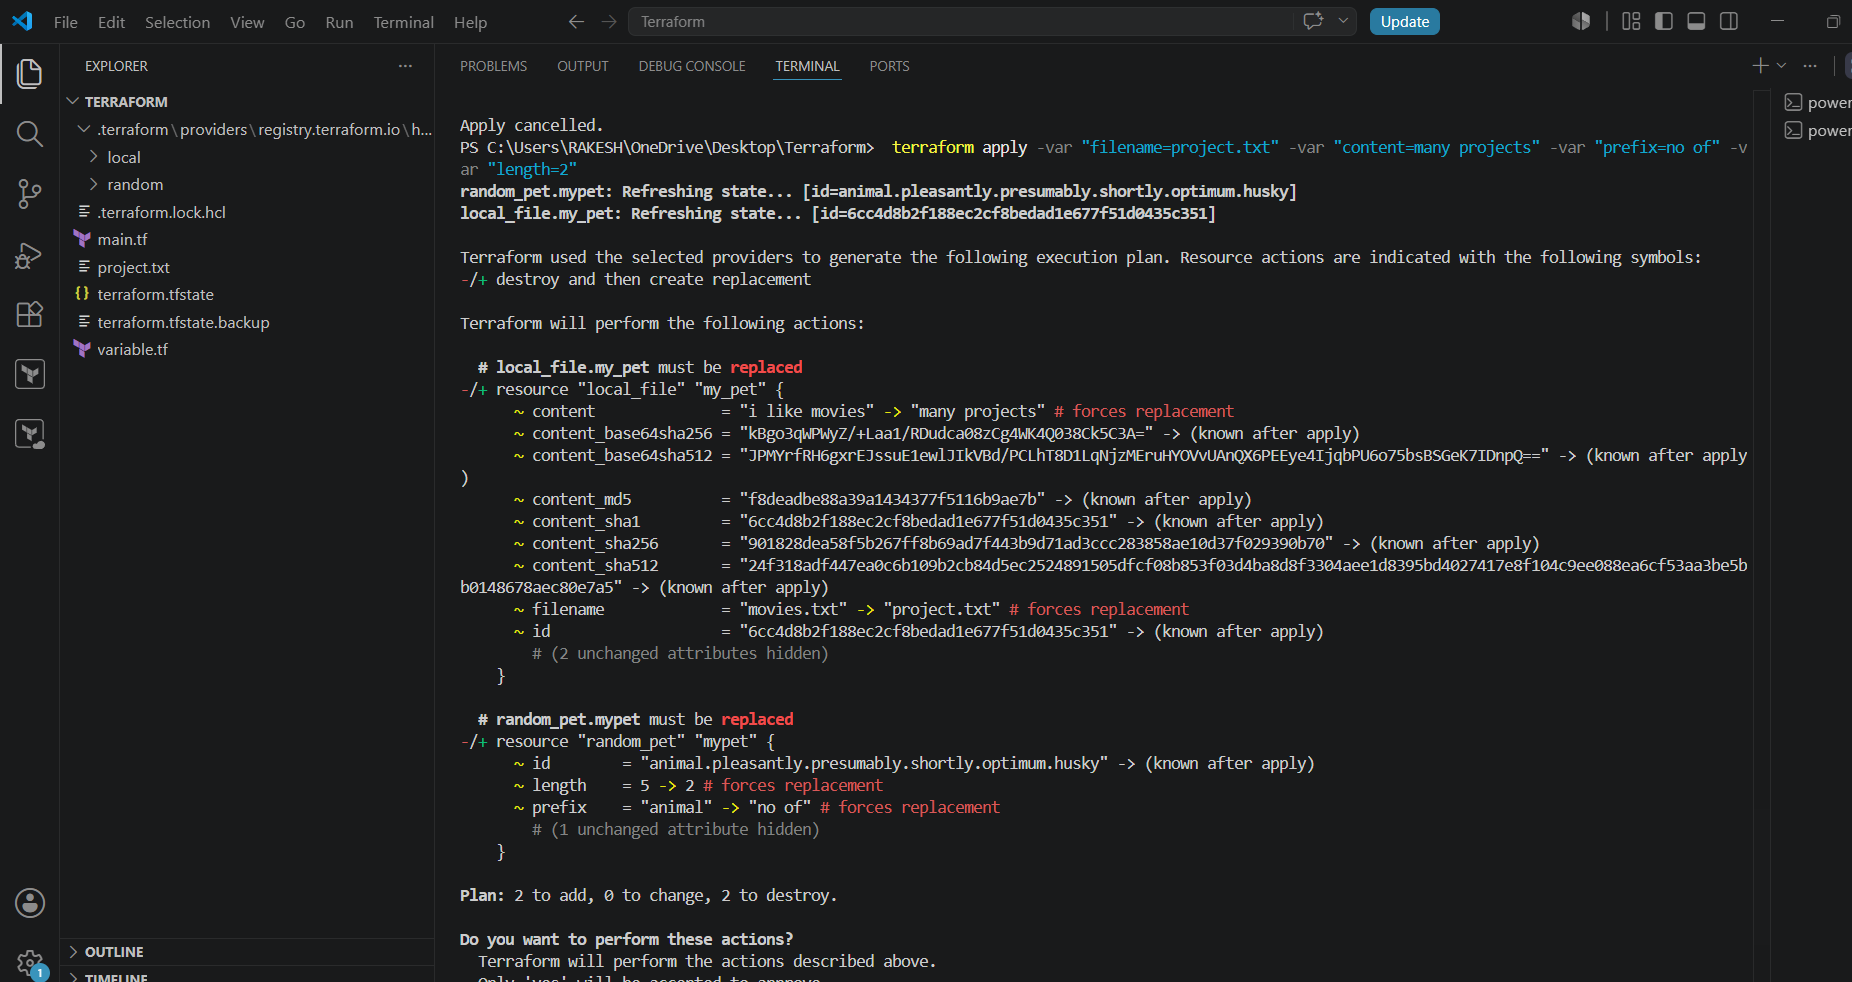 File Edit Selection View Go Run Terminal Help
Terraform
Update
EXPLORER
TERRAFORM
.terraform\providers\registry.terraform.io\h...
local
random
.terraform.lock.hcl
main.tf
project.txt
terraform.tfstate
terraform.tfstate.backup
variable.tf
OUTLINE
TIMELINE
1
PROBLEMS OUTPUT DEBUG CONSOLE TERMINAL PORTS
Apply cancelled.
PS C:\Users\RAKESH\OneDrive\Desktop\Terraform>  terraform apply -var "filename=project.txt" -var "content=many projects" -var "prefix=no of" -v
ar "length=2"
random_pet.mypet: Refreshing state... [id=animal.pleasantly.presumably.shortly.optimum.husky]
local_file.my_pet: Refreshing state... [id=6cc4d8b2f188ec2cf8bedad1e677f51d0435c351]
Terraform used the selected providers to generate the following execution plan. Resource actions are indicated with the following symbols:
-/+ destroy and then create replacement
Terraform will perform the following actions:
# local_file.my_pet must be replaced
-/+ resource "local_file" "my_pet" {
~ content = "i like movies" -> "many projects" # forces replacement
~ content_base64sha256 = "kBgo3qWPWyZ/+Laa1/RDudca08zCg4WK4Q038Ck5C3A=" -> (known after apply)
~ content_base64sha512 = "JPMYrfRH6gxrEJssuE1ewlJIkVBd/PCLhT8D1LqNjzMEruHYOVvUAnQX6PEEye4IjqbPU6o75bsBSGeK7IDnpQ==" -> (known after apply
)
~ content_md5 = "f8deadbe88a39a1434377f5116b9ae7b" -> (known after apply)
~ content_sha1 = "6cc4d8b2f188ec2cf8bedad1e677f51d0435c351" -> (known after apply)
~ content_sha256 = "901828dea58f5b267ff8b69ad7f443b9d71ad3ccc283858ae10d37f029390b70" -> (known after apply)
~ content_sha512 = "24f318adf447ea0c6b109b2cb84d5ec2524891505dfcf08b853f03d4ba8d8f3304aee1d8395bd4027417e8f104c9ee088ea6cf53aa3be5b
b0148678aec80e7a5" -> (known after apply)
~ filename = "movies.txt" -> "project.txt" # forces replacement
~ id = "6cc4d8b2f188ec2cf8bedad1e677f51d0435c351" -> (known after apply)
# (2 unchanged attributes hidden)
}
# random_pet.mypet must be replaced
-/+ resource "random_pet" "mypet" {
~ id = "animal.pleasantly.presumably.shortly.optimum.husky" -> (known after apply)
~ length = 5 -> 2 # forces replacement
~ prefix = "animal" -> "no of" # forces replacement
# (1 unchanged attribute hidden)
}
Plan: 2 to add, 0 to change, 2 to destroy.
Do you want to perform these actions?
Terraform will perform the actions described above.
Only 'yes' will be accepted to approve.
power
power